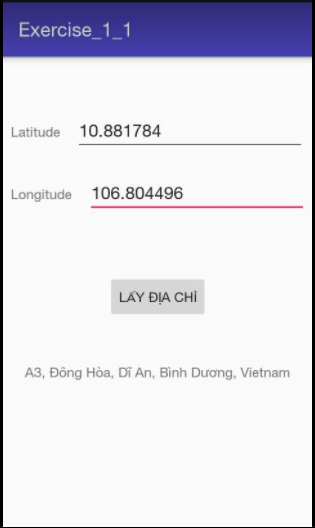 Exercise_1_1
Latitude 10.881784
Longitude 106.804496
LẤY ĐỊA CHỈ
A3, Đông Hòa, Dĩ An, Bình Dương, Vietnam